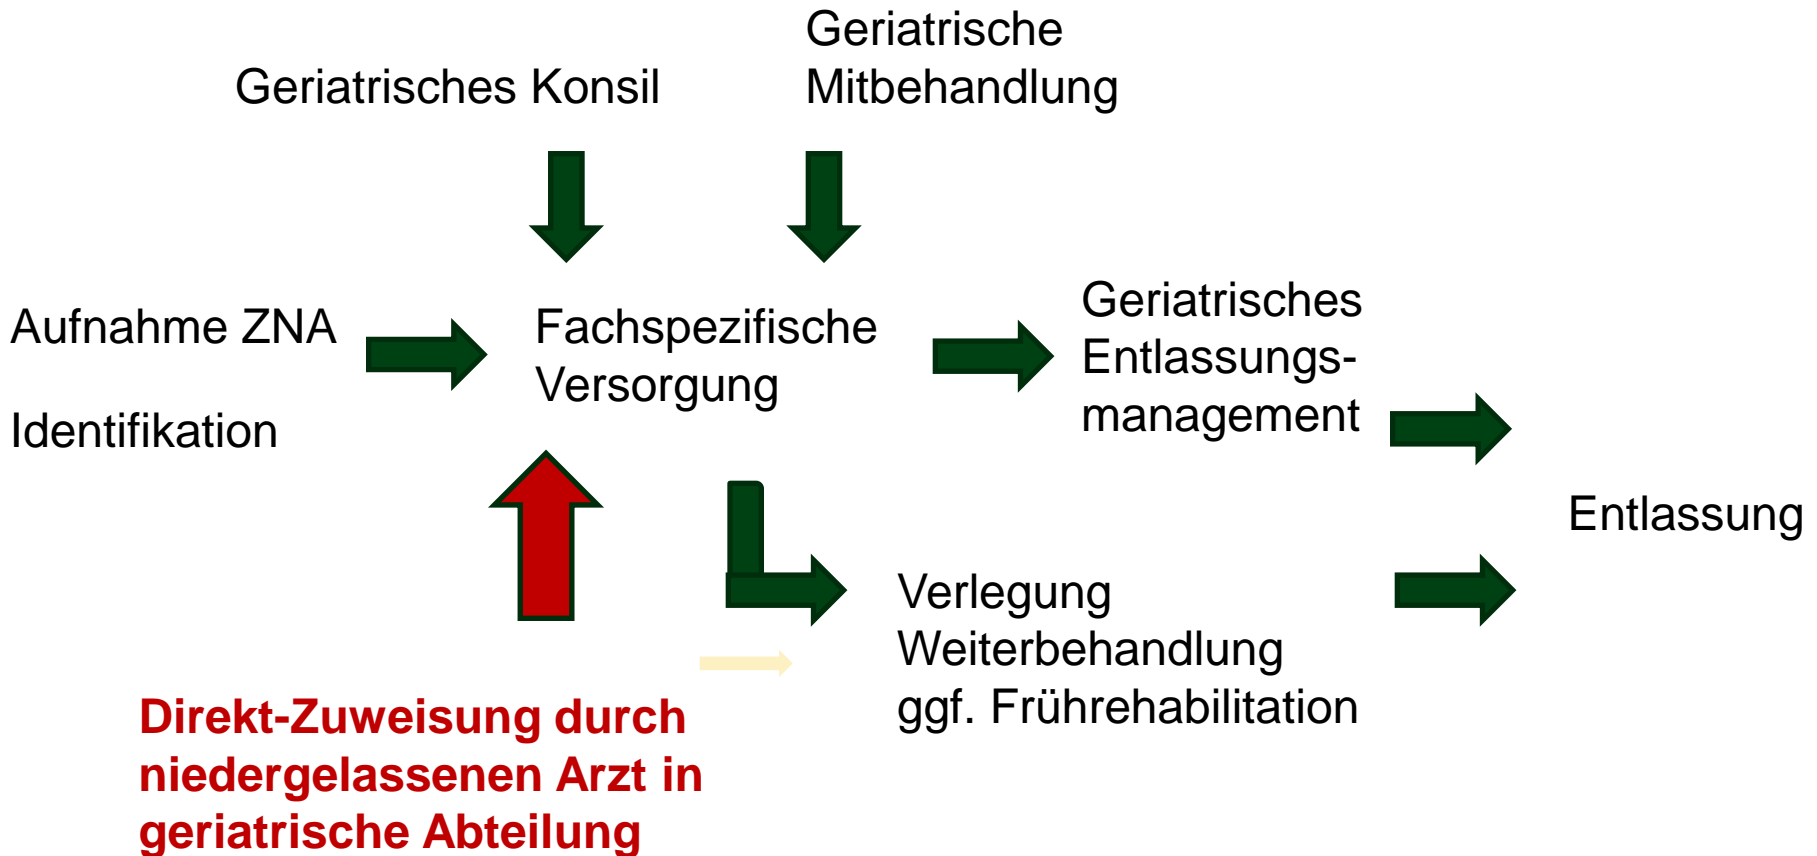 Geriatrisches Konsil
Geriatrische
Mitbehandlung
Aufnahme ZNA
Identifikation
Fachspezifische
Versorgung
Geriatrisches
Entlassungs-
management
Entlassung
Verlegung
Weiterbehandlung
ggf. Frührehabilitation
Direkt-Zuweisung durch
niedergelassenen Arzt in
geriatrische Abteilung